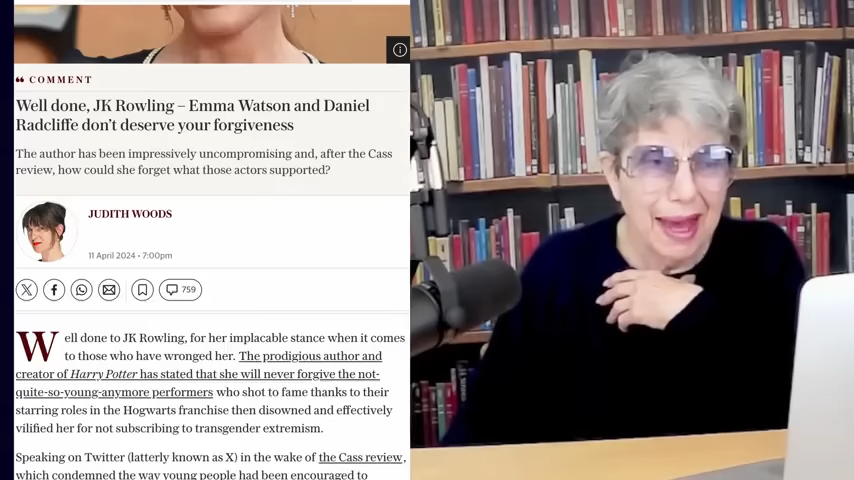 ❝ COMMENT
Well done, JK Rowling – Emma Watson and Daniel
Radcliffe don't deserve your forgiveness
The author has been impressively uncompromising and, after the Cass
review, how could she forget what those actors supported?
JUDITH WOODS
11 April 2024 • 7:00pm
759
Well done to JK Rowling, for her implacable stance when it comes
to those who have wronged her. The prodigious author and
creator of Harry Potter has stated that she will never forgive the not-
quite-so-young-anymore performers who shot to fame thanks to their
starring roles in the Hogwarts franchise then disowned and effectively
vilified her for not subscribing to transgender extremism.
Speaking on Twitter (latterly known as X) in the wake of the Cass review,
which condemned the way young people had been encouraged to